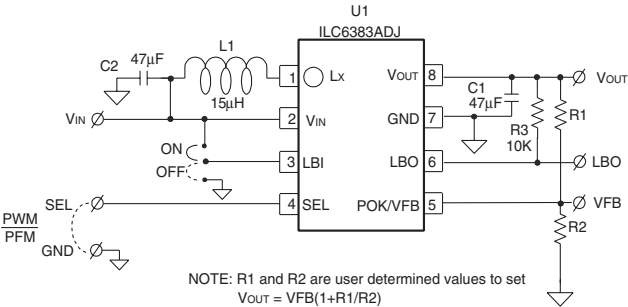 U1
ILC6383ADJ
L1
C2
47µF
15µH
1
LX
VOUT
8
VOUT
C1
47µF
R1
VIN
2
VIN
GND
7
R3
10K
ON
OFF
3
LBI
LBO
6
LBO
SEL
4
SEL
POK/VFB
5
VFB
PWM
PFM
GND
R2
NOTE: R1 and R2 are user determined values to set
VOUT = VFB(1+R1/R2)